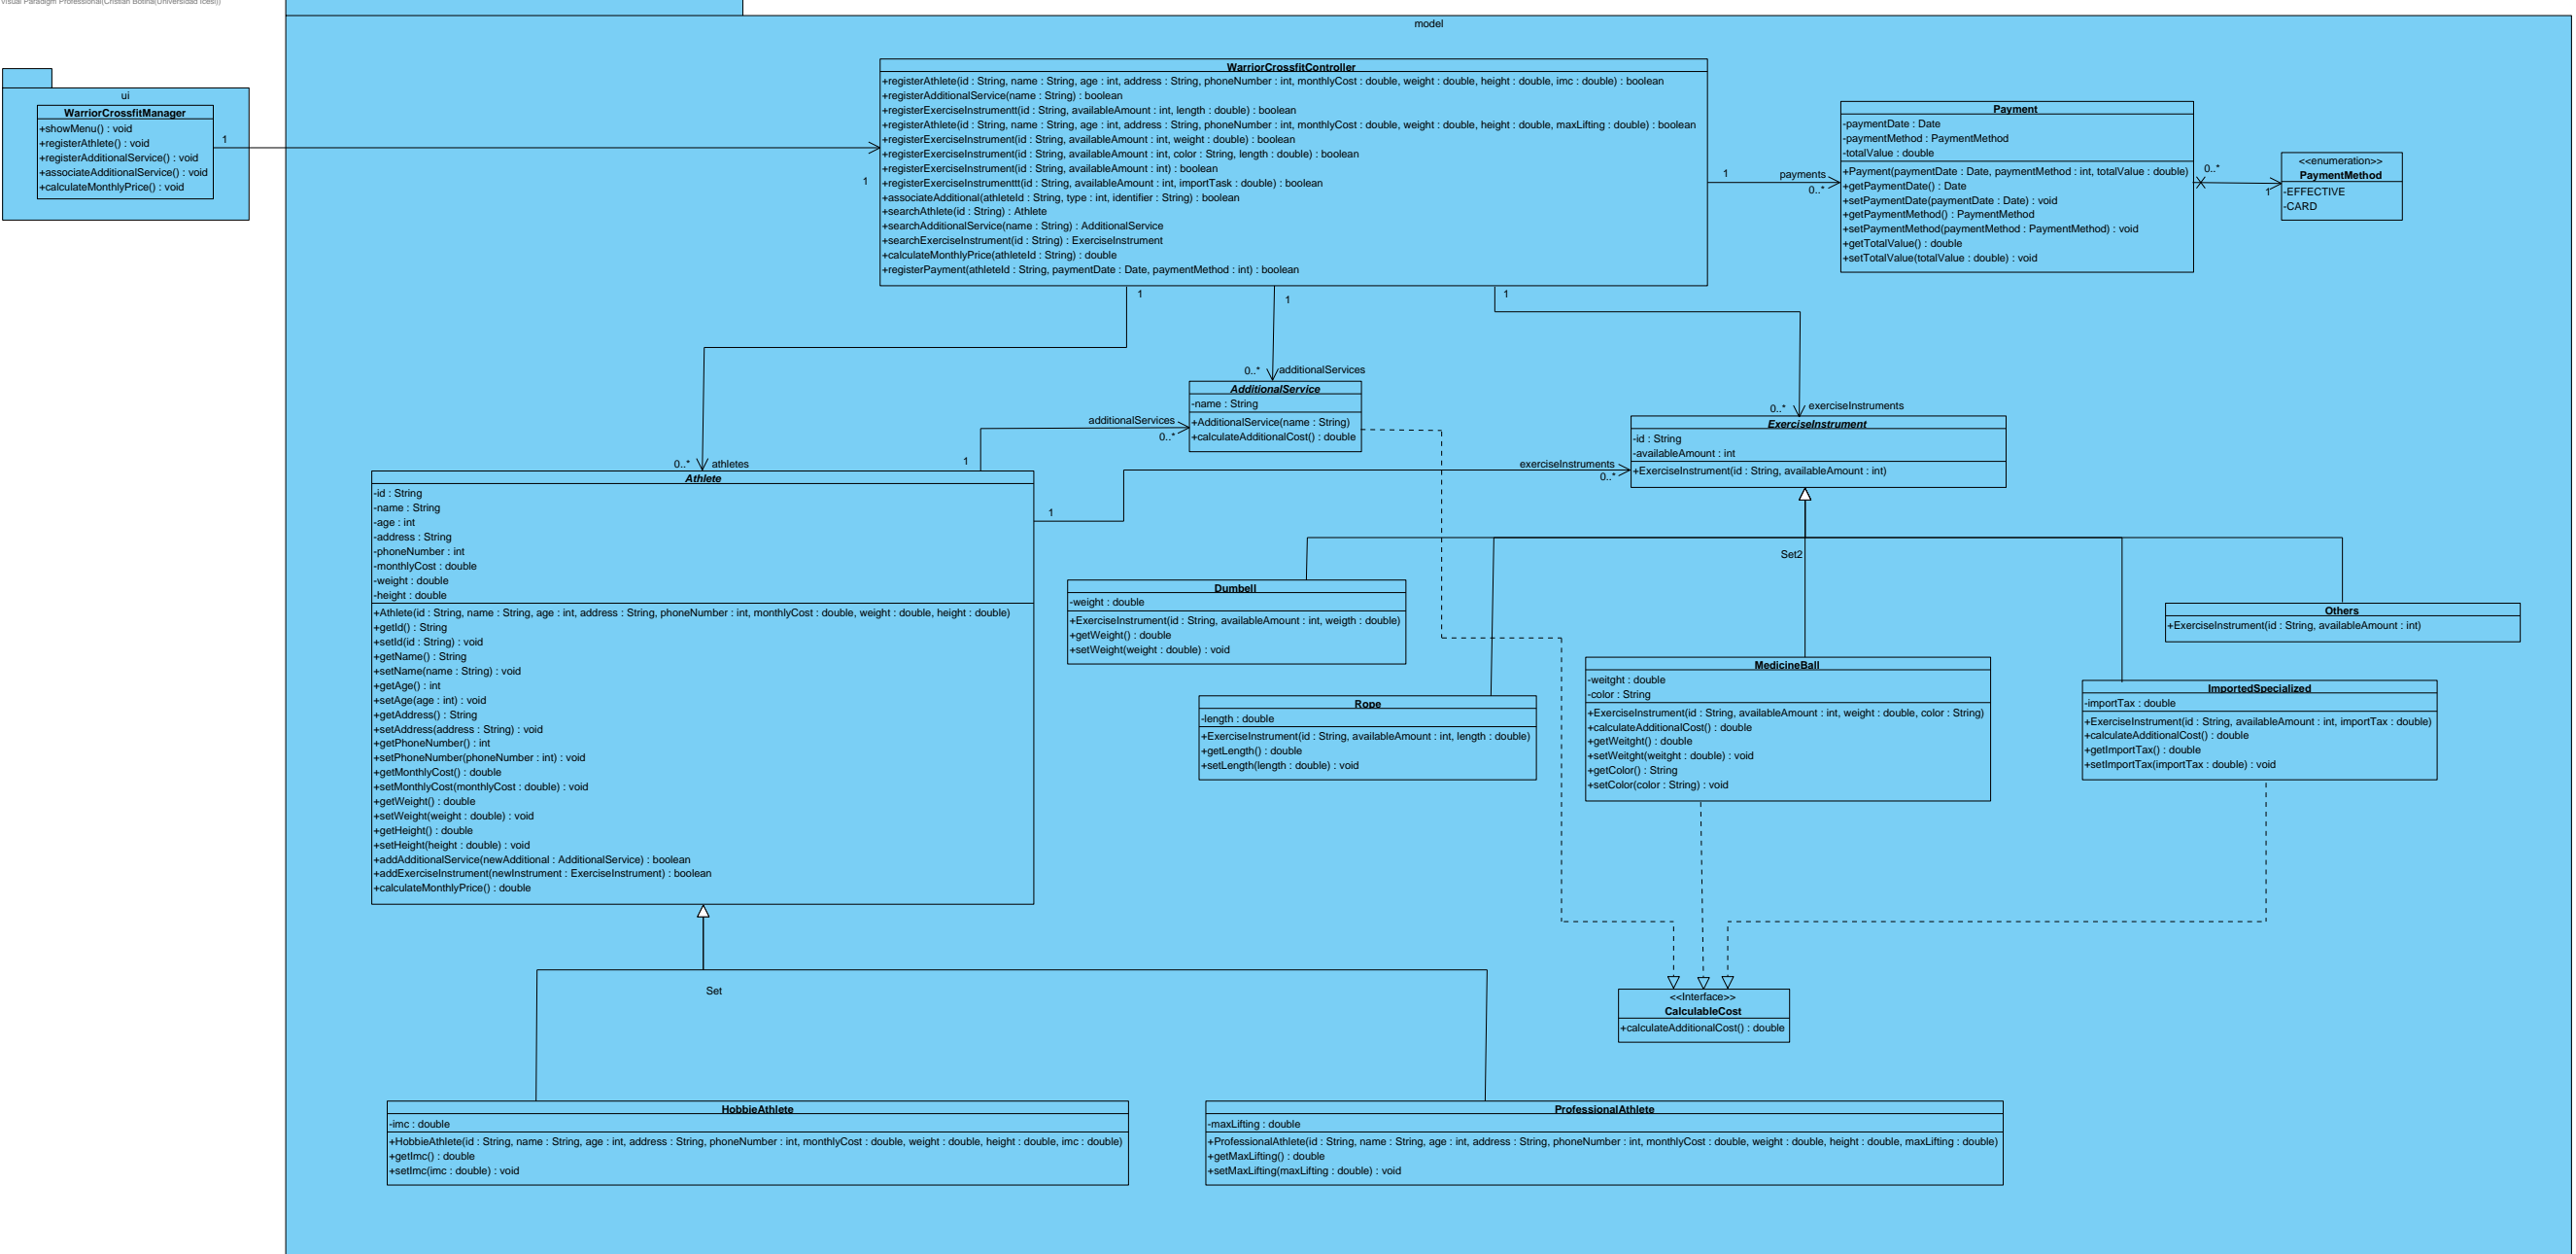 Visual Paradigm Professional(Cristian Botina(Universidad Icesi))
model
ui
WarriorCrossfitManager
+showMenu() : void
+registerAthlete() : void
+registerAdditionalService() : void
+associateAdditionalService() : void
+calculateMonthlyPrice() : void
1
1
WarriorCrossfitController
+registerAthlete(id : String, name : String, age : int, address : String, phoneNumber : int, monthlyCost : double, weight : double, height : double, imc : double) : boolean
+registerAdditionalService(name : String) : boolean
+registerExerciseInstrumentt(id : String, availableAmount : int, length : double) : boolean
+registerAthlete(id : String, name : String, age : int, address : String, phoneNumber : int, monthlyCost : double, weight : double, height : double, maxLifting : double) : boolean
+registerExerciseInstrument(id : String, availableAmount : int, weight : double) : boolean
+registerExerciseInstrument(id : String, availableAmount : int, color : String, length : double) : boolean
+registerExerciseInstrument(id : String, availableAmount : int) : boolean
+registerExerciseInstrumenttt(id : String, availableAmount : int, importTask : double) : boolean
+associateAdditional(athleteId : String, type : int, identifier : String) : boolean
+searchAthlete(id : String) : Athlete
+searchAdditionalService(name : String) : AdditionalService
+searchExerciseInstrument(id : String) : ExerciseInstrument
+calculateMonthlyPrice(athleteId : String) : double
+registerPayment(athleteId : String, paymentDate : Date, paymentMethod : int) : boolean
1
payments
0..*
Payment
-paymentDate : Date
-paymentMethod : PaymentMethod
-totalValue : double
+Payment(paymentDate : Date, paymentMethod : int, totalValue : double)
+getPaymentDate() : Date
+setPaymentDate(paymentDate : Date) : void
+getPaymentMethod() : PaymentMethod
+setPaymentMethod(paymentMethod : PaymentMethod) : void
+getTotalValue() : double
+setTotalValue(totalValue : double) : void
0..*
1
<<enumeration>>
PaymentMethod
-EFFECTIVE
-CARD
1
1
1
0..*
additionalServices
AdditionalService
-name : String
+AdditionalService(name : String)
+calculateAdditionalCost() : double
0..*
exerciseInstruments
ExerciseInstrument
-id : String
-availableAmount : int
+ExerciseInstrument(id : String, availableAmount : int)
additionalServices
0..*
1
exerciseInstruments
0..*
1
0..*
athletes
Athlete
-id : String
-name : String
-age : int
-address : String
-phoneNumber : int
-monthlyCost : double
-weight : double
-height : double
+Athlete(id : String, name : String, age : int, address : String, phoneNumber : int, monthlyCost : double, weight : double, height : double)
+getId() : String
+setId(id : String) : void
+getName() : String
+setName(name : String) : void
+getAge() : int
+setAge(age : int) : void
+getAddress() : String
+setAddress(address : String) : void
+getPhoneNumber() : int
+setPhoneNumber(phoneNumber : int) : void
+getMonthlyCost() : double
+setMonthlyCost(monthlyCost : double) : void
+getWeight() : double
+setWeight(weight : double) : void
+getHeight() : double
+setHeight(height : double) : void
+addAdditionalService(newAdditional : AdditionalService) : boolean
+addExerciseInstrument(newInstrument : ExerciseInstrument) : boolean
+calculateMonthlyPrice() : double
Set2
Dumbell
-weight : double
+ExerciseInstrument(id : String, availableAmount : int, weigth : double)
+getWeight() : double
+setWeight(weight : double) : void
Rope
-length : double
+ExerciseInstrument(id : String, availableAmount : int, length : double)
+getLength() : double
+setLength(length : double) : void
MedicineBall
-weitght : double
-color : String
+ExerciseInstrument(id : String, availableAmount : int, weight : double, color : String)
+calculateAdditionalCost() : double
+getWeitght() : double
+setWeitght(weitght : double) : void
+getColor() : String
+setColor(color : String) : void
Others
+ExerciseInstrument(id : String, availableAmount : int)
ImportedSpecialized
-importTax : double
+ExerciseInstrument(id : String, availableAmount : int, importTax : double)
+calculateAdditionalCost() : double
+getImportTax() : double
+setImportTax(importTax : double) : void
<<Interface>>
CalculableCost
+calculateAdditionalCost() : double
Set
HobbieAthlete
-imc : double
+HobbieAthlete(id : String, name : String, age : int, address : String, phoneNumber : int, monthlyCost : double, weight : double, height : double, imc : double)
+getImc() : double
+setImc(imc : double) : void
ProfessionalAthlete
-maxLifting : double
+ProfessionalAthlete(id : String, name : String, age : int, address : String, phoneNumber : int, monthlyCost : double, weight : double, height : double, maxLifting : double)
+getMaxLifting() : double
+setMaxLifting(maxLifting : double) : void